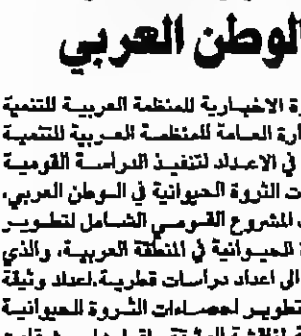 الوطن العربي
ة الاخبارية للمنظمة العربية للتنمية
ارة العامة للمنظمة العربية للتنمية
في الاعداد لتنفيذ الدراسة القومية
ت الثروة الحيوانية في الوطن العربي،
المشروع القومي الشامل لتطوير
ة الحيوانية في المنطقة العربية، والذي
الى اعداد دراسات قطرية، اعداد وثيقة
تطوير احصاءات الثروة الحيوانية